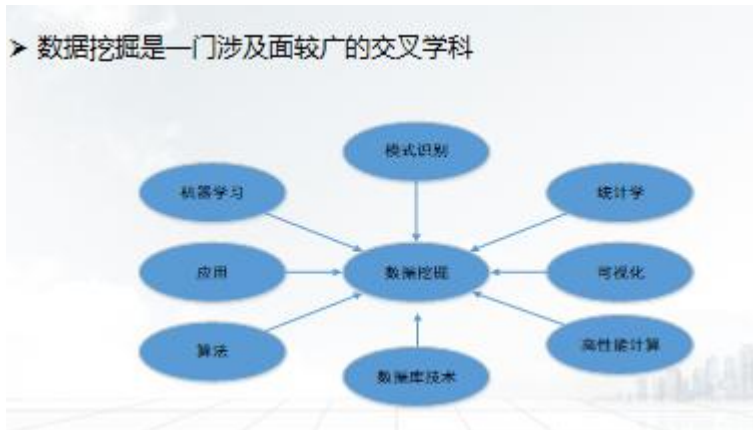 ➤ 数据挖掘是一门涉及面较广的交叉学科
模式识别
机器学习
统计学
应用
数据挖掘
可视化
算法
高性能计算
数据库技术